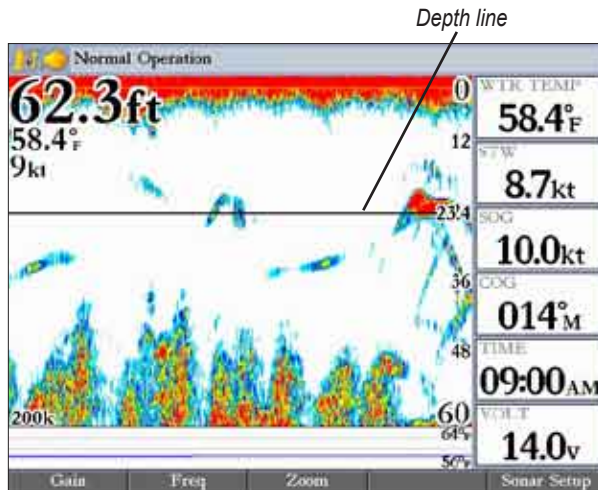 Depth line
Normal Operation
62.3ft
58.4°F
9kt
0
12
23.4
36
48
60
200k
64°F
56°F
WTR TEMP
58.4°F
STW
8.7kt
SOG
10.0kt
COG
014°M
TIME
09:00AM
VOLT
14.0v
Gain Freq Zoom Sonar Setup